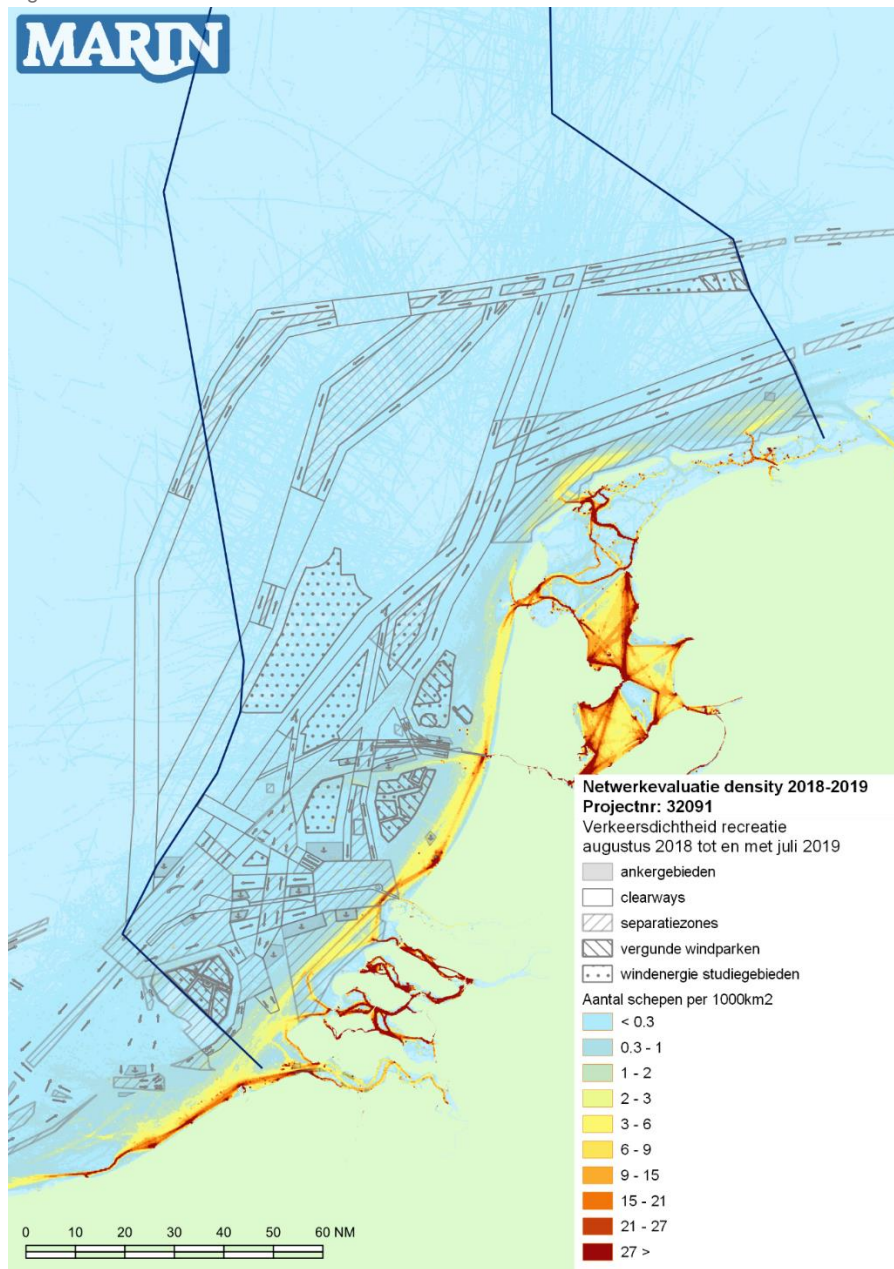 MARIN
Netwerkevaluatie density 2018-2019
Projectnr: 32091
Verkeersdichtheid recreatie
augustus 2018 tot en met juli 2019
ankergebieden
clearways
separatiezones
vergunde windparken
windenergie studiegebieden
Aantal schepen per 1000km2
< 0.3
0.3 - 1
1 - 2
2 - 3
3 - 6
6 - 9
9 - 15
15 - 21
21 - 27
27 >
0 10 20 30 40 50 60 NM